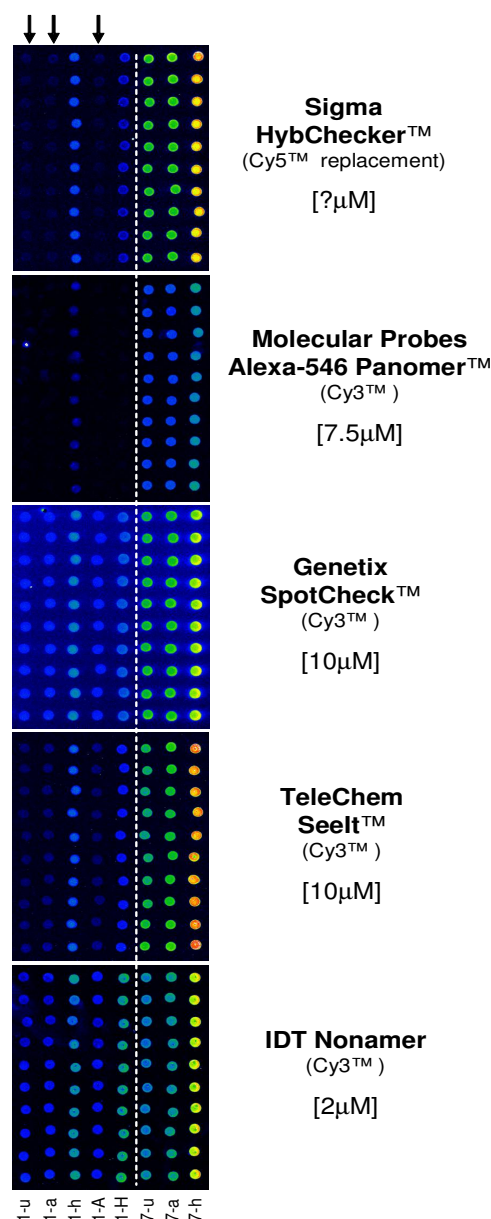 Sigma
HybChecker™
(Cy5™ replacement)
[?µM]
Molecular Probes
Alexa-546 Panomer™
(Cy3™ )
[7.5µM]
Genetix
SpotCheck™
(Cy3™ )
[10µM]
TeleChem
SeeIt™
(Cy3™ )
[10µM]
IDT Nonamer
(Cy3™ )
[2µM]
1-u
1-a
1-h
1-A
1-H
7-u
7-a
7-h